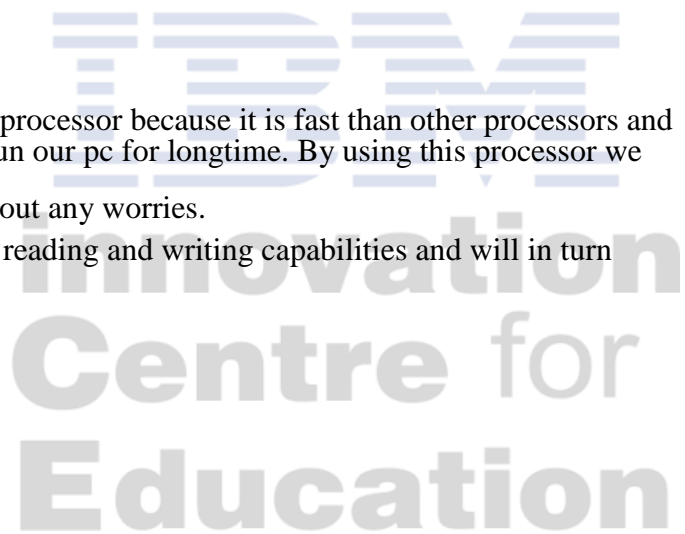 IBM
processor because it is fast than other processors and
un our pc for longtime. By using this processor we
out any worries.
reading and writing capabilities and will in turn
innovation
Centre for
Education